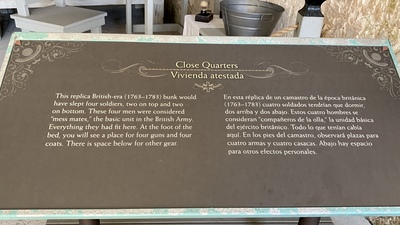 Close Quarters
Vivienda atestada
This replica British-era (1763–1783) bunk would
have slept four soldiers, two on top and two
on bottom. These four men were considered
"mess mates," the basic unit in the British Army.
Everything they had fit here. At the foot of the
bed, you will see a place for four guns and four
coats. There is space below for other gear.
En esta réplica de un camastro de la época británica
(1763–1783) cuatro soldados tendrían que dormir,
dos arriba y dos abajo. Estos cuatro hombres se
consideran "compañeros de la olla," la unidad básica
del ejército británico. Todo lo que tenían cabía
aquí. En los pies del camastro, observará plazas para
cuatro armas y cuatro casacas. Abajo hay espacio
para otros efectos personales.